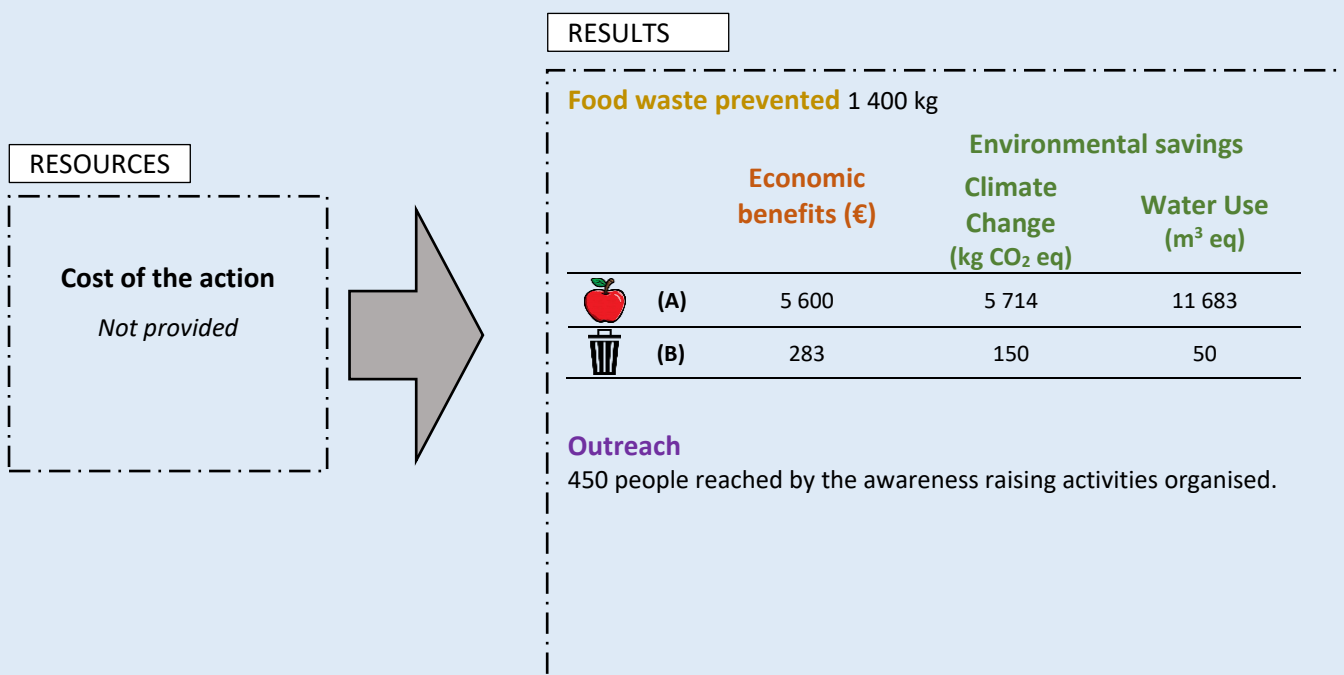 RESOURCES
Cost of the action
Not provided
RESULTS
Food waste prevented 1 400 kg
Environmental savings
Economic
benefits (€)
Climate
Change
(kg CO₂ eq)
Water Use
(m³ eq)
(A) 5 600 5 714 11 683
(B) 283 150 50
Outreach
450 people reached by the awareness raising activities organised.